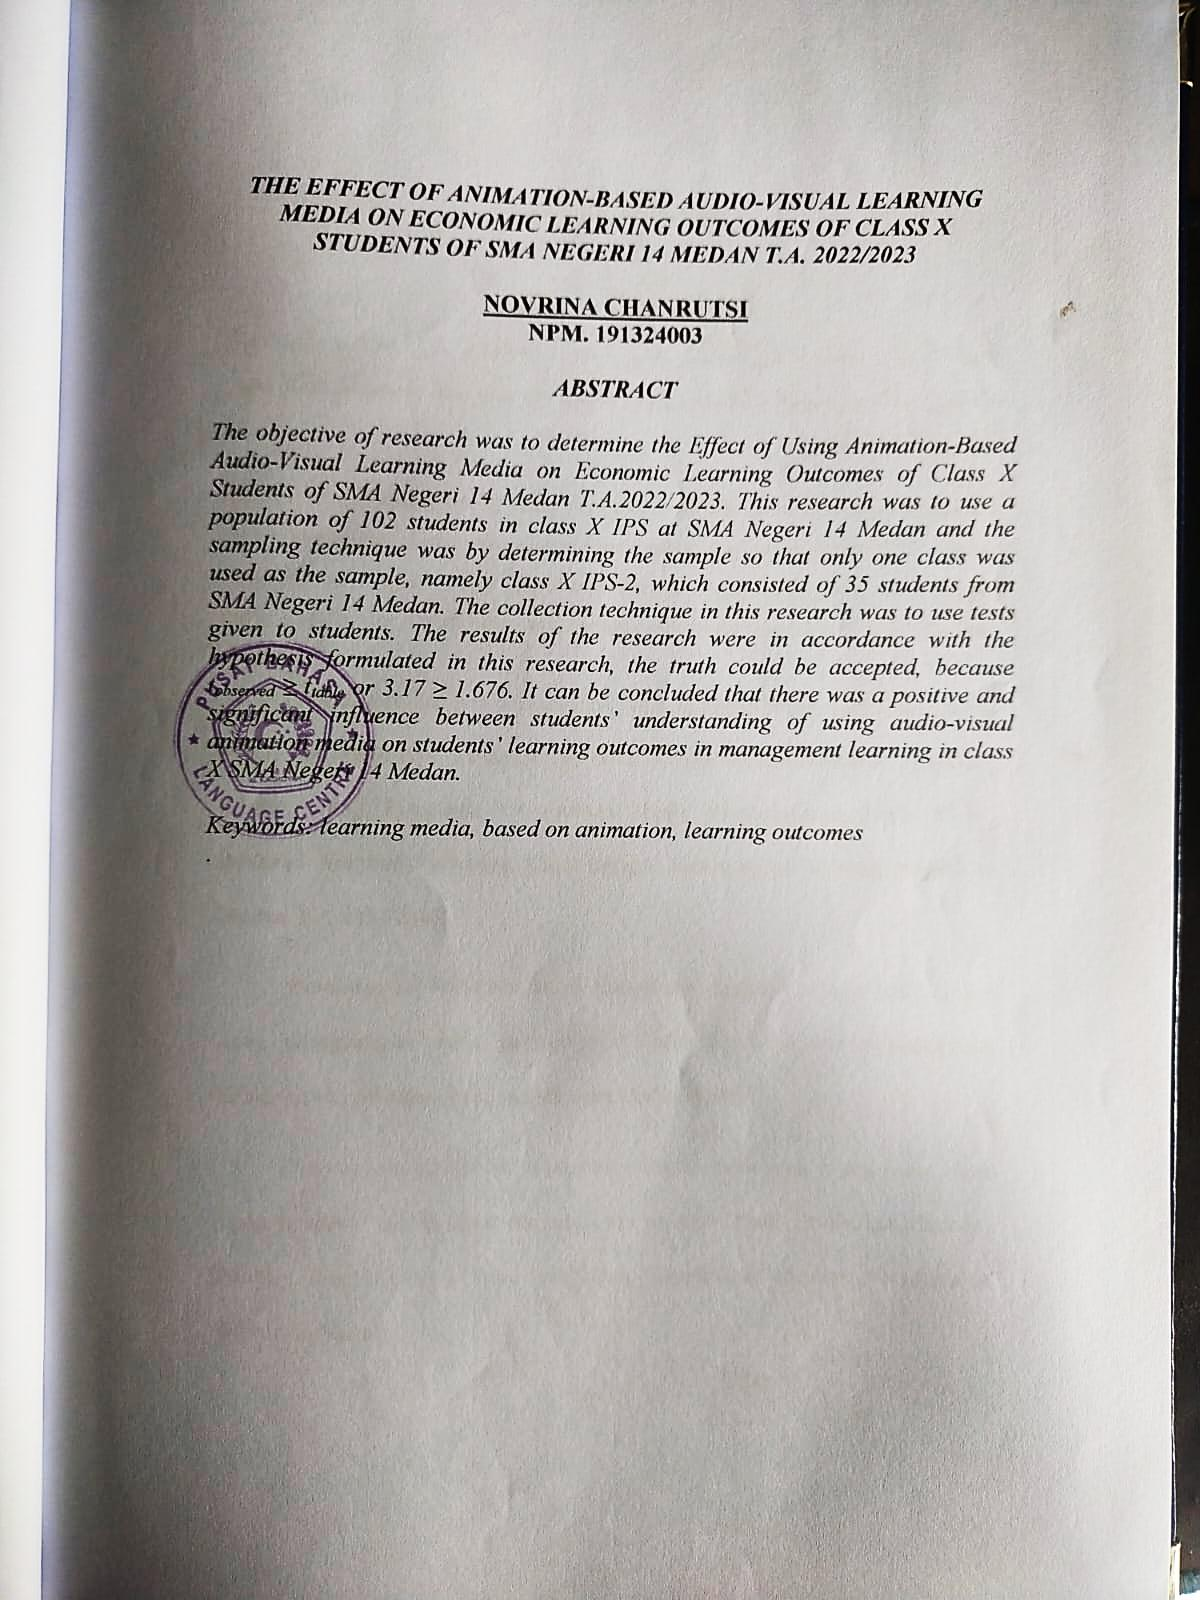 THE EFFECT OF ANIMATION-BASED AUDIO-VISUAL LEARNING
MEDIA ON ECONOMIC LEARNING OUTCOMES OF CLASS X
STUDENTS OF SMA NEGERI 14 MEDAN T.A. 2022/2023
NOVRINA CHANRUTSI
NPM. 191324003
ABSTRACT
The objective of research was to determine the Effect of Using Animation-Based
Audio-Visual Learning Media on Economic Learning Outcomes of Class X
Students of SMA Negeri 14 Medan T.A.2022/2023. This research was to use a
population of 102 students in class X IPS at SMA Negeri 14 Medan and the
sampling technique was by determining the sample so that only one class was
used as the sample, namely class X IPS-2, which consisted of 35 students from
SMA Negeri 14 Medan. The collection technique in this research was to use tests
given to students. The results of the research were in accordance with the
hypothesis formulated in this research, the truth could be accepted, because
tobserved ≥ ttable or 3.17 ≥ 1.676. It can be concluded that there was a positive and
significant influence between students' understanding of using audio-visual
animation media on students' learning outcomes in management learning in class
X SMA Negeri 14 Medan.
Keywords: learning media, based on animation, learning outcomes
.
PUSAT BAHASA
LANGUAGE CENTRE